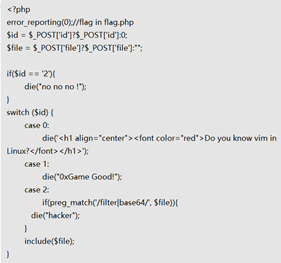 <?php
error_reporting(0);//flag in flag.php
$id = $_POST['id']?$_POST['id']:0;
$file = $_POST['file']?$_POST['file']:"";
if($id == '2'){
die("no no no !");
}
switch ($id) {
case 0:
die('<h1 align="center"><font color="red">Do you know vim in
Linux?</font></h1>');
case 1:
die("0xGame Good!");
case 2:
if(preg_match('/filter|base64/', $file)){
die("hacker");
}
include($file);
}